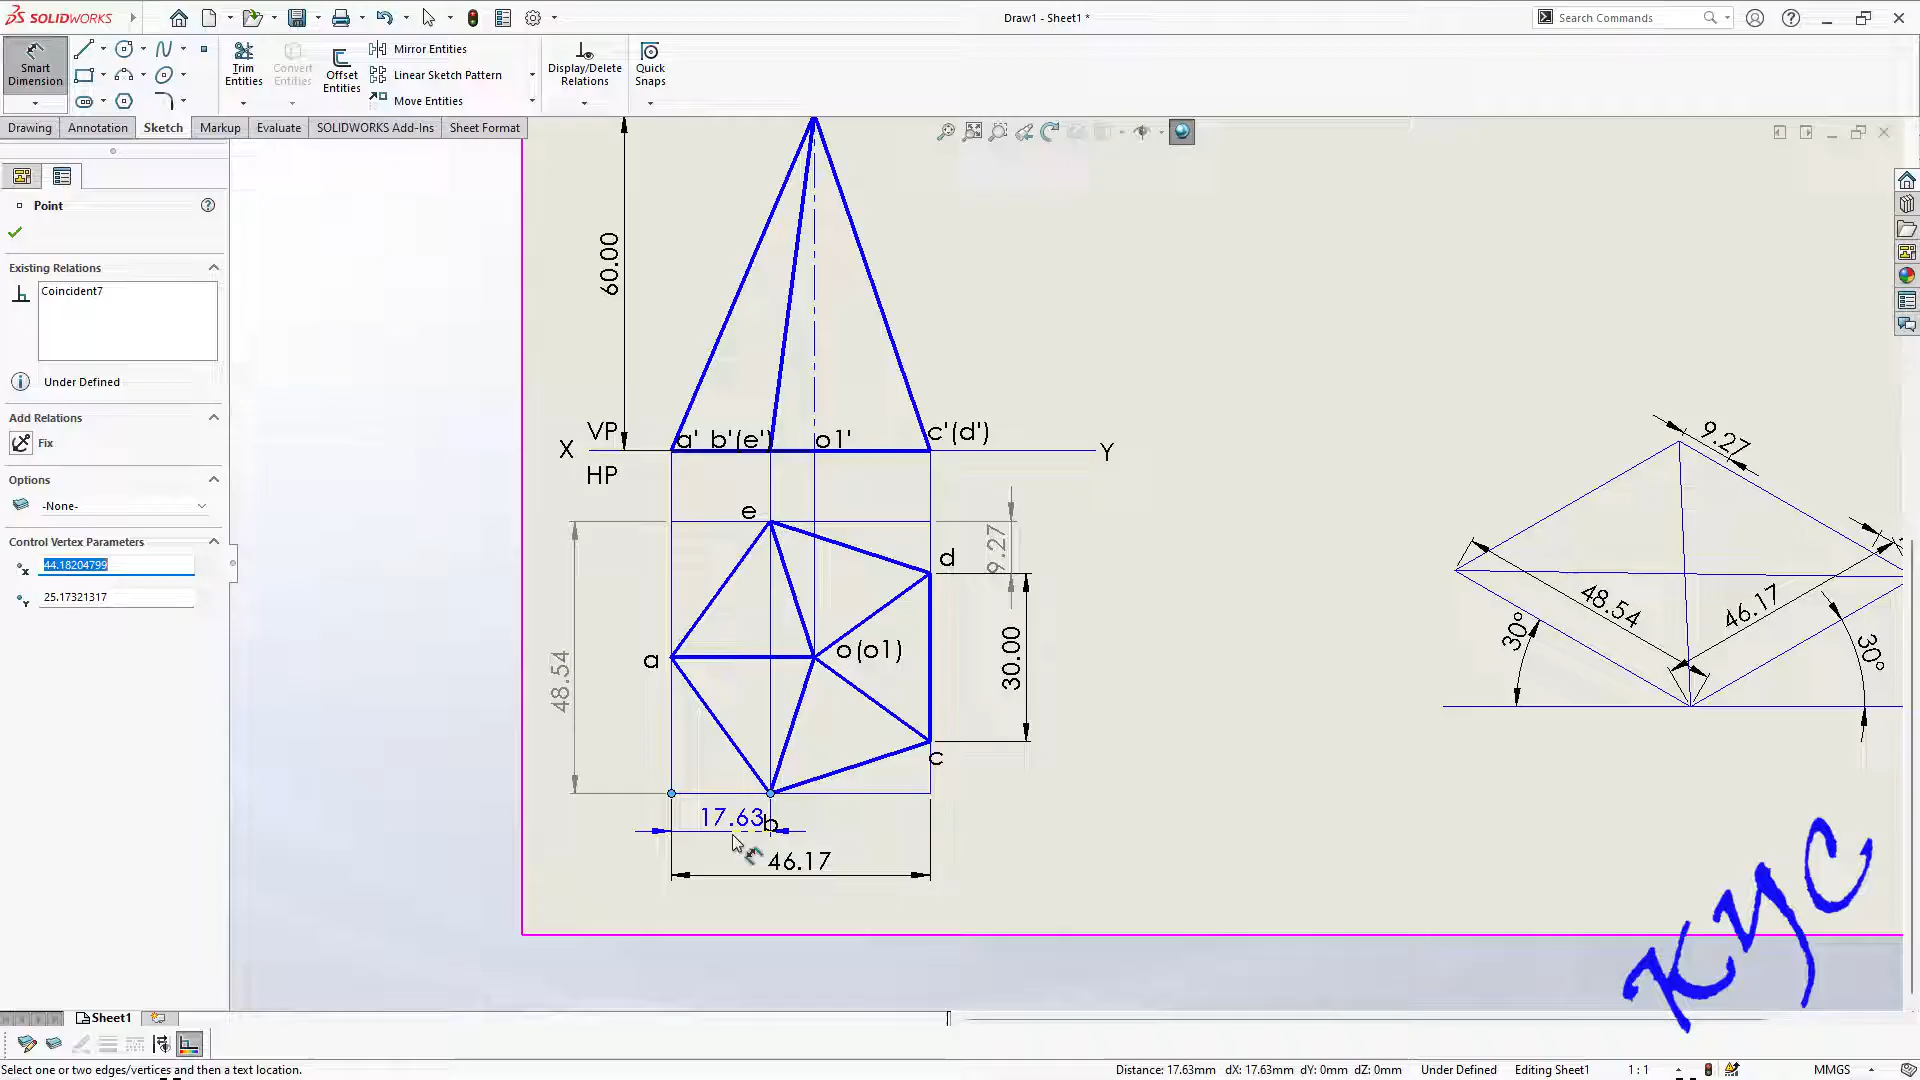 SOLIDWORKS
Draw1 - Sheet1 *
Search Commands
Smart Dimension
Trim Entities
Convert Entities
Offset Entities
Mirror Entities
Linear Sketch Pattern
Move Entities
Display/Delete Relations
Quick Snaps
Drawing
Annotation
Sketch
Markup
Evaluate
SOLIDWORKS Add-Ins
Sheet Format
Point
Existing Relations
Coincident7
Under Defined
Add Relations
Fix
Options
-None-
Control Vertex Parameters
44.18204799
25.17321317
60.00
X
VP
HP
a' b'(e') o1' c'(d')
Y
e
d
9.27
48.54
a
o(o1)
30.00
c
17.63
b
46.17
9.27
48.54
46.17
30°
30°
KYC
Sheet1
Select one or two edges/vertices and then a text location.
Distance: 17.63mm dX: 17.63mm dY: 0mm dZ: 0mm
Under Defined
Editing Sheet1
1 : 1
MMGS